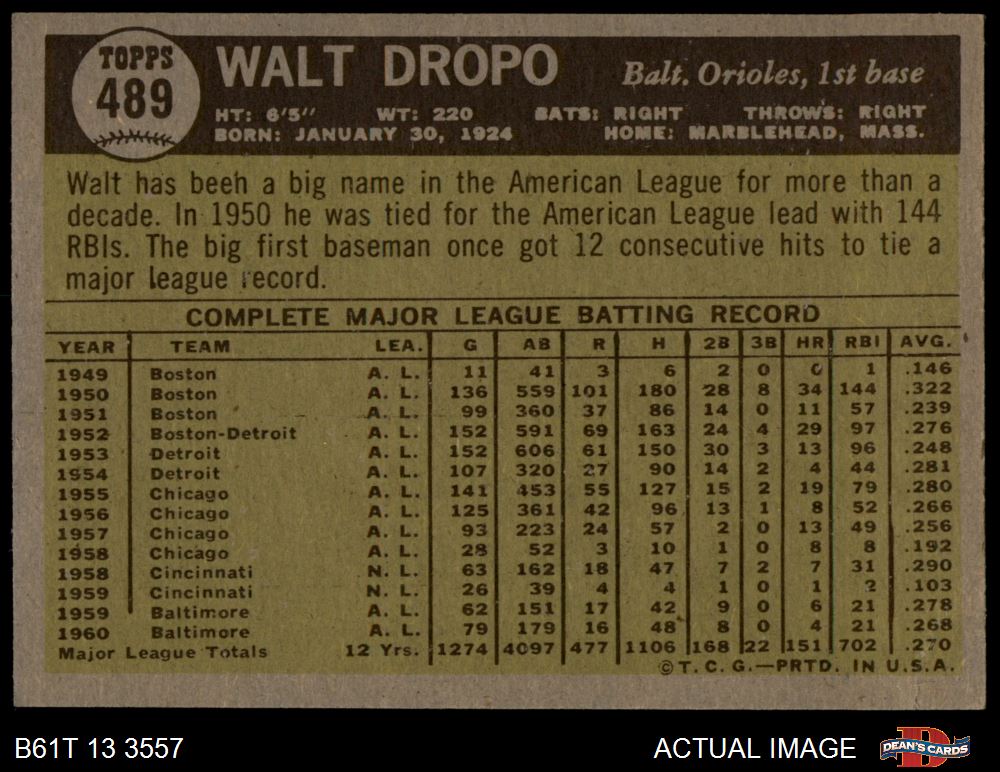 TOPPS
489
WALT DROPO
Balt. Orioles, 1st base
HT: 6'5" WT: 220 BATS: RIGHT THROWS: RIGHT
BORN: JANUARY 30, 1924 HOME: MARBLEHEAD, MASS.
Walt has beeh a big name in the American League for more than a
decade. In 1950 he was tied for the American League lead with 144
RBIs. The big first baseman once got 12 consecutive hits to tie a
major league record.
COMPLETE MAJOR LEAGUE BATTING RECORD
YEAR TEAM LEA. G AB R H 2B 3B HR RBI AVG.
1949 Boston A. L. 11 41 3 6 2 0 0 1 .146
1950 Boston A. L. 136 559 101 180 28 8 34 144 .322
1951 Boston A. L. 99 360 37 86 14 0 11 57 .239
1952 Boston-Detroit A. L. 152 591 69 163 24 4 29 97 .276
1953 Detroit A. L. 152 606 61 150 30 3 13 96 .248
1954 Detroit A. L. 107 320 27 90 14 2 4 44 .281
1955 Chicago A. L. 141 453 55 127 15 2 19 79 .280
1956 Chicago A. L. 125 361 42 96 13 1 8 52 .266
1957 Chicago A. L. 93 223 24 57 2 0 13 49 .256
1958 Chicago A. L. 28 52 3 10 1 0 8 8 .192
1958 Cincinnati N. L. 63 162 18 47 7 2 7 31 .290
1959 Cincinnati N. L. 26 39 4 4 1 0 1 2 .103
1959 Baltimore A. L. 62 151 17 42 9 0 6 21 .278
1960 Baltimore A. L. 79 179 16 48 8 0 4 21 .268
Major League Totals 12 Yrs. 1274 4097 477 1106 168 22 151 702 .270
© T. C. G.—PRTD. IN U.S.A.
B61T 13 3557
ACTUAL IMAGE
D
DEAN'S CARDS